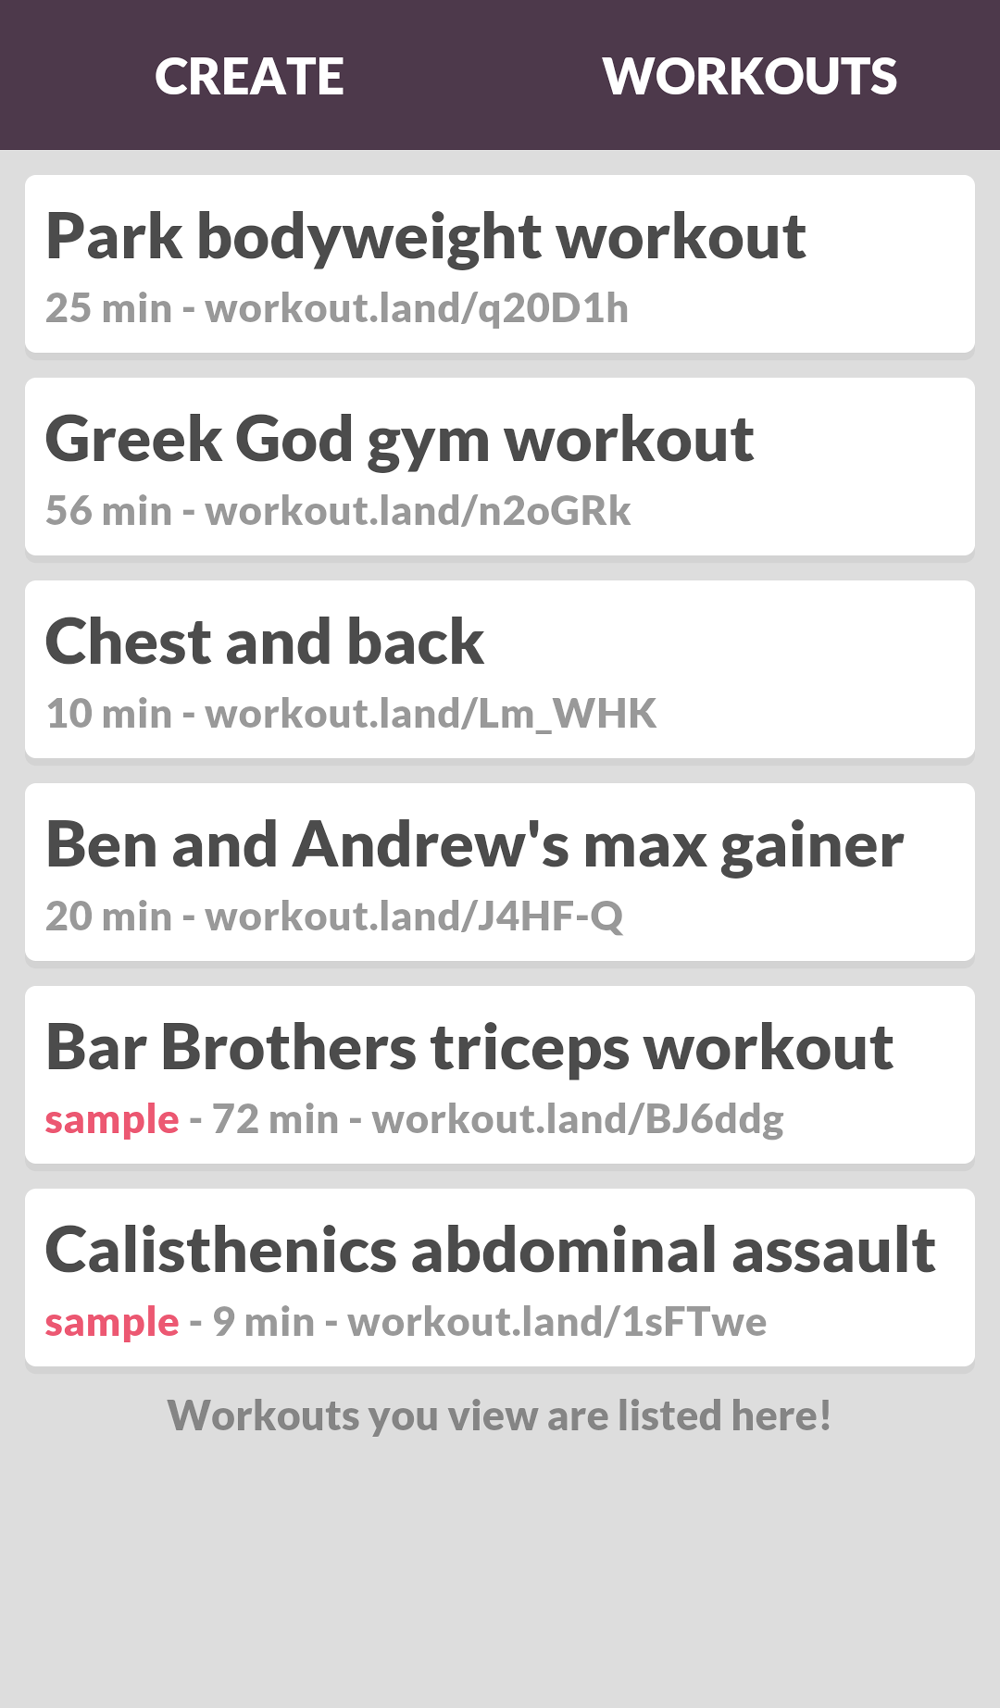 CREATE WORKOUTS
Park bodyweight workout
25 min - workout.land/q20D1h
Greek God gym workout
56 min - workout.land/n2oGRk
Chest and back
10 min - workout.land/Lm_WHK
Ben and Andrew's max gainer
20 min - workout.land/J4HF-Q
Bar Brothers triceps workout
sample - 72 min - workout.land/BJ6ddg
Calisthenics abdominal assault
sample - 9 min - workout.land/1sFTwe
Workouts you view are listed here!